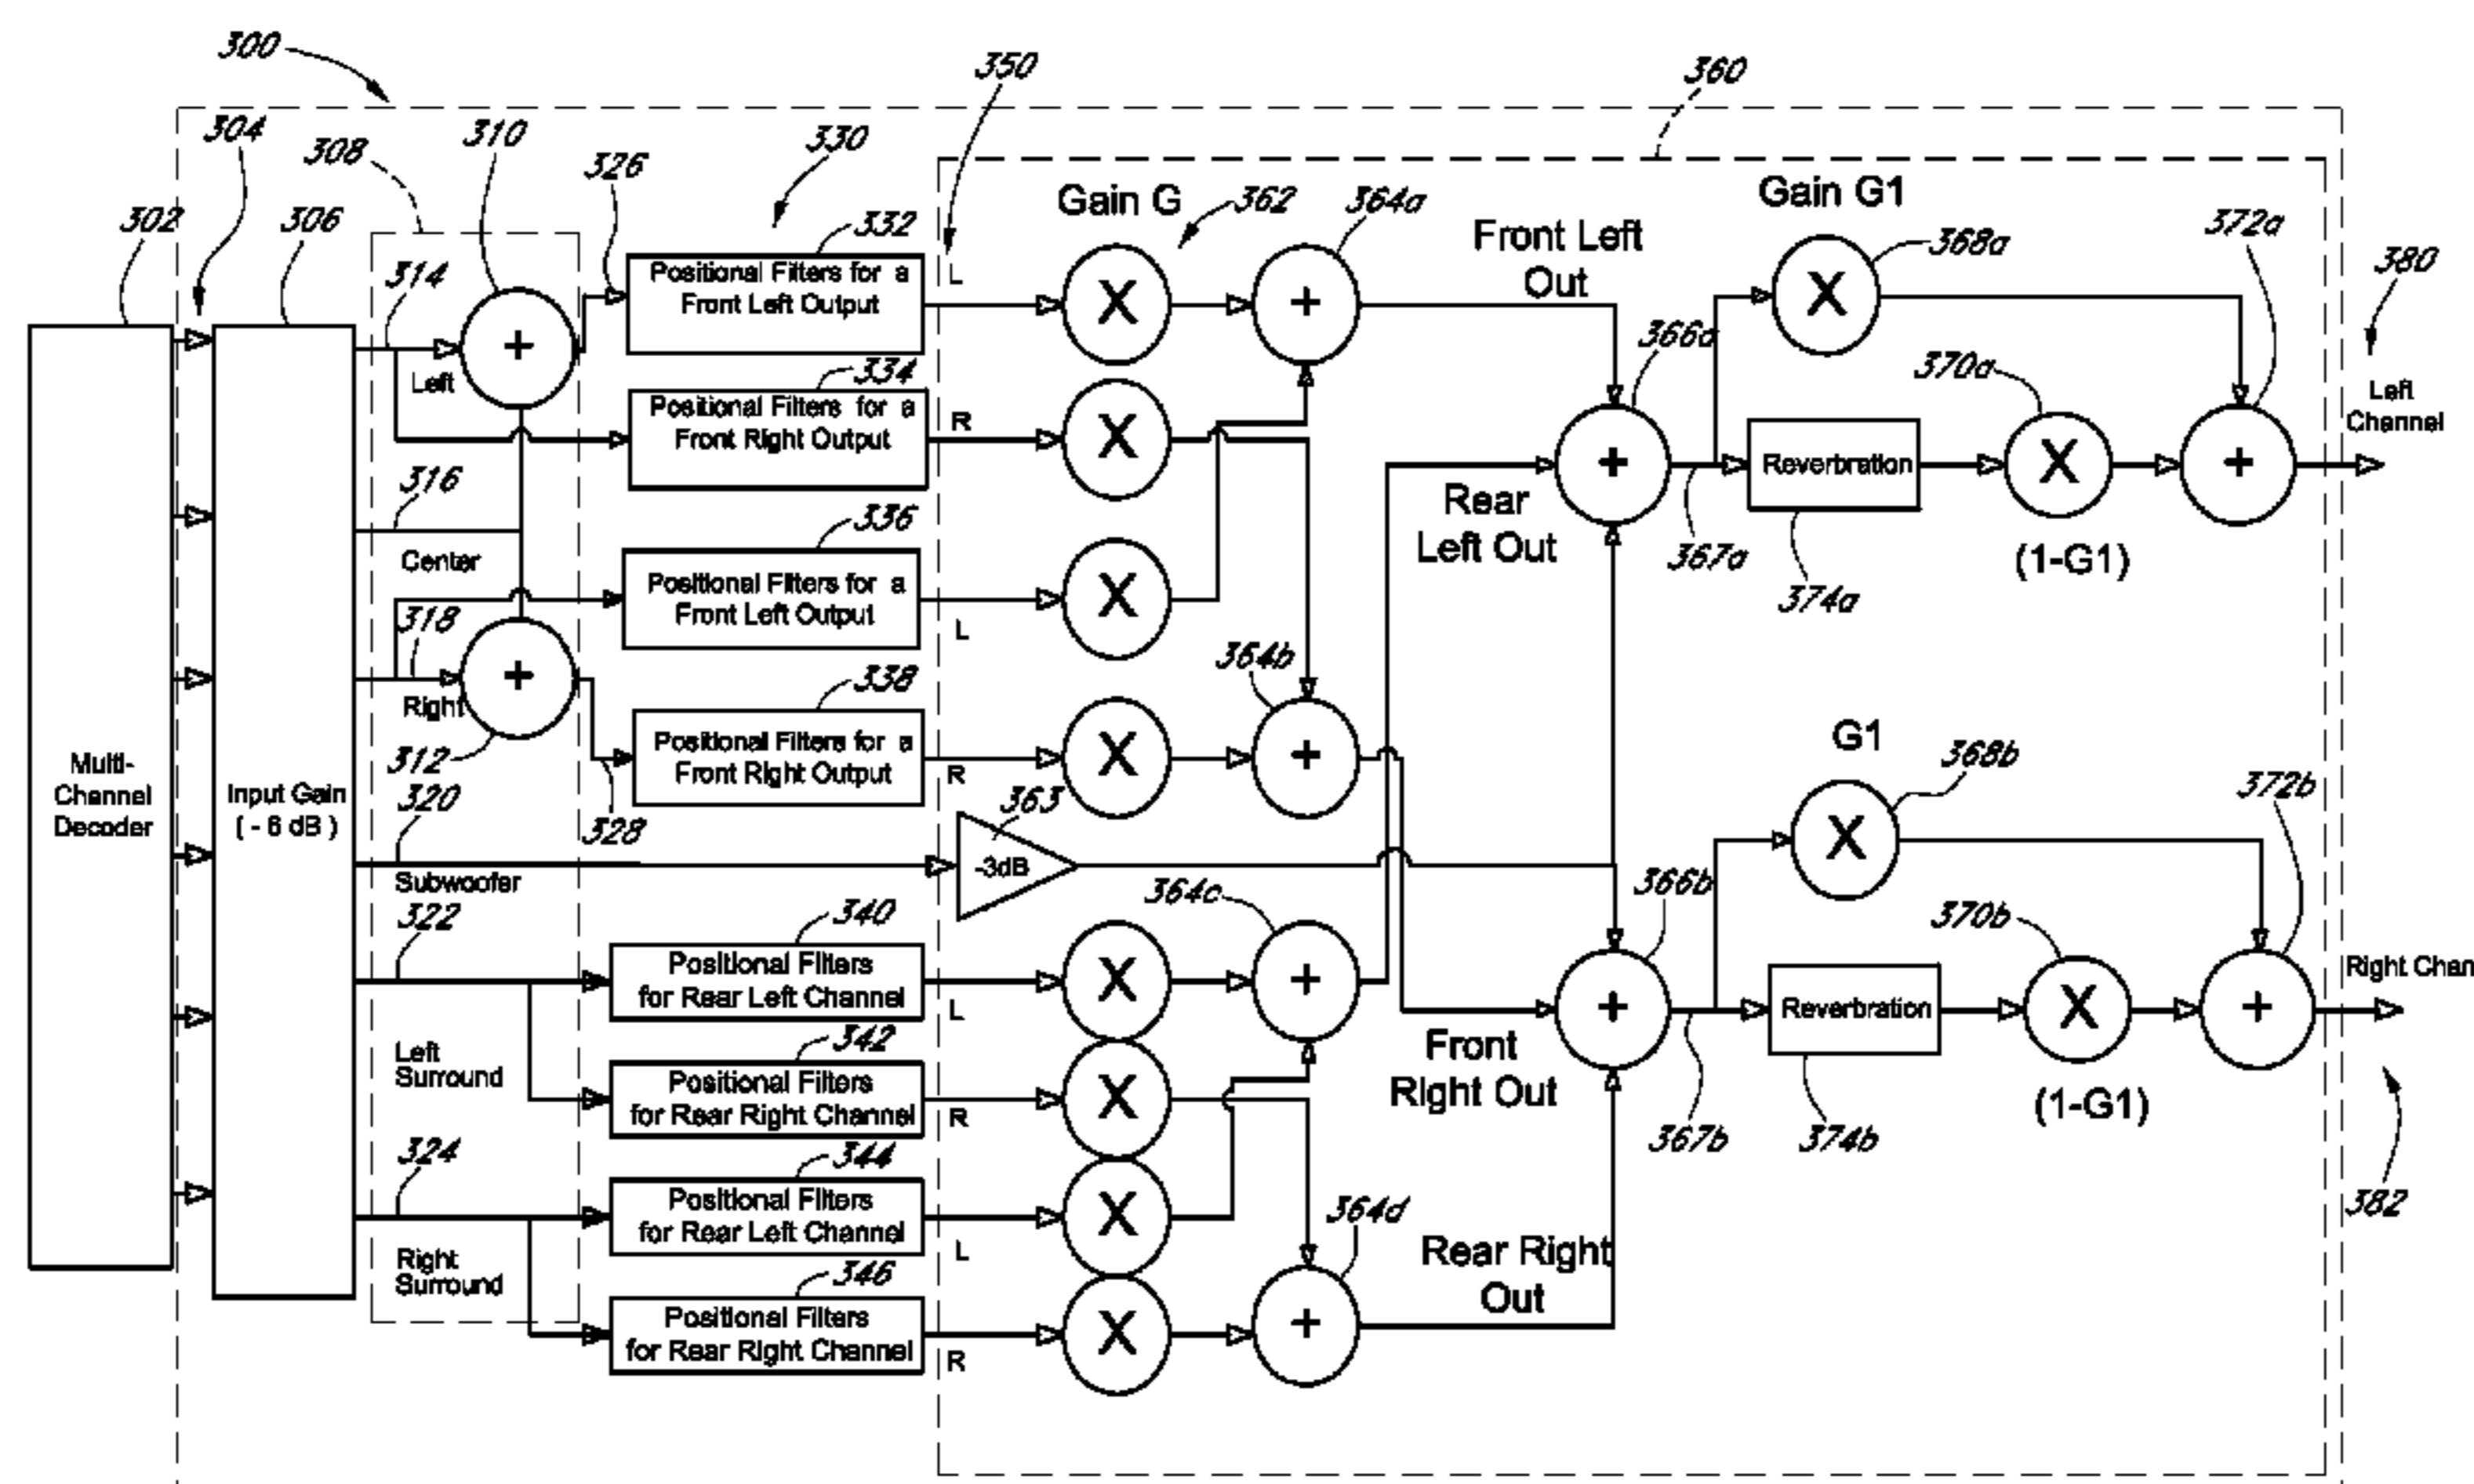 300
350
360
304
308
310
330
326
302
306
Gain G
362
364a
Gain G1
368a
372a
380
332
Positional Filters for a
Front Left Output
L
X
+
Front Left
Out
X
314
+
Left
334
Positional Filters for a
Front Right Output
R
X
366a
370a
Left
Channel
+
Reverbration
X
+
316
Center
336
Positional Filters for a
Front Left Output
L
X
Rear
Left Out
367a
374a
(1-G1)
318
+
Right
312
338
Positional Filters for a
Front Right Output
R
328
X
364b
+
G1
368b
X
372b
Multi-
Channel
Decoder
Input Gain
( - 6 dB )
320
Subwoofer
363
-3dB
366b
370b
322
340
Positional Filters
for Rear Left Channel
L
X
364c
+
+
Reverbration
X
+
Right Chan
Left
Surround
342
Positional Filters
for Rear Right Channel
R
X
Front
Right Out
367b
374b
(1-G1)
382
324
344
Positional Filters
for Rear Left Channel
L
X
364d
Right
Surround
346
Positional Filters
for Rear Right Channel
R
X
+
Rear Right
Out